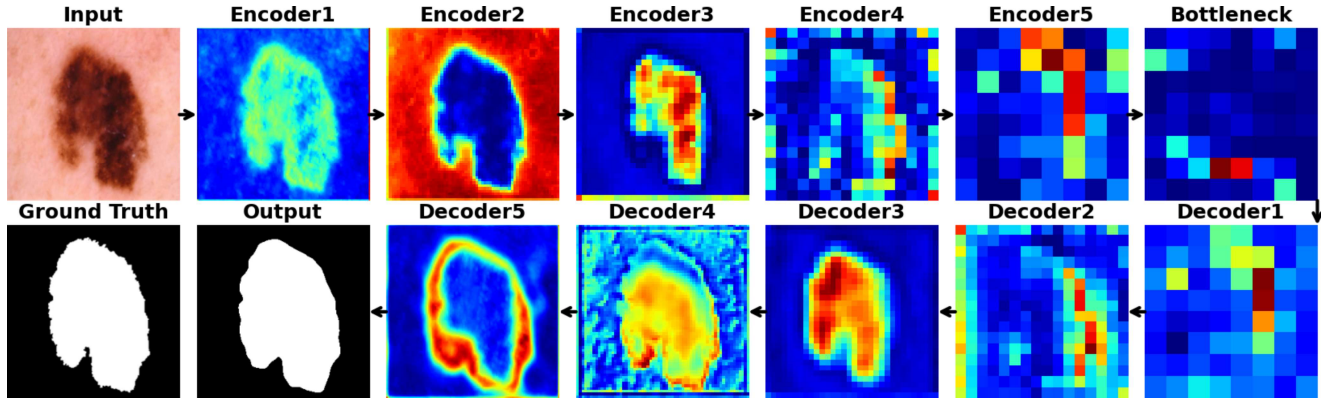 Input Encoder1 Encoder2 Encoder3 Encoder4 Encoder5 Bottleneck
Ground Truth Output Decoder5 Decoder4 Decoder3 Decoder2 Decoder1